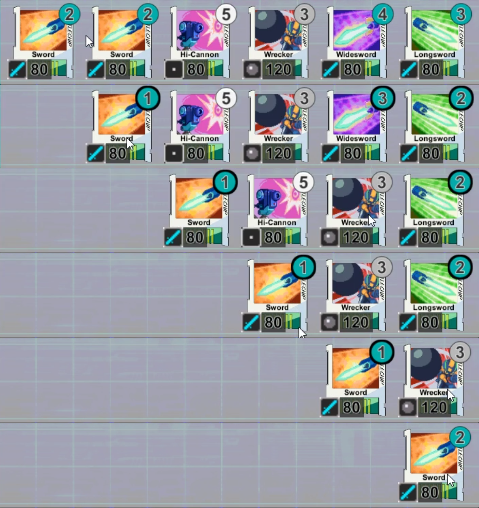 2 2 5 3 4 3
Sword Sword Hi-Cannon Wrecker Widesword Longsword
80 80 80 120 80 80
1 5 3 3 2
Sword Hi-Cannon Wrecker Widesword Longsword
80 80 120 80 80
1 5 3 2
Sword Hi-Cannon Wrecker Longsword
80 80 120 80
1 3 2
Sword Wrecker Longsword
80 120 80
1 3
Sword Wrecker
80 120
2
Sword
80